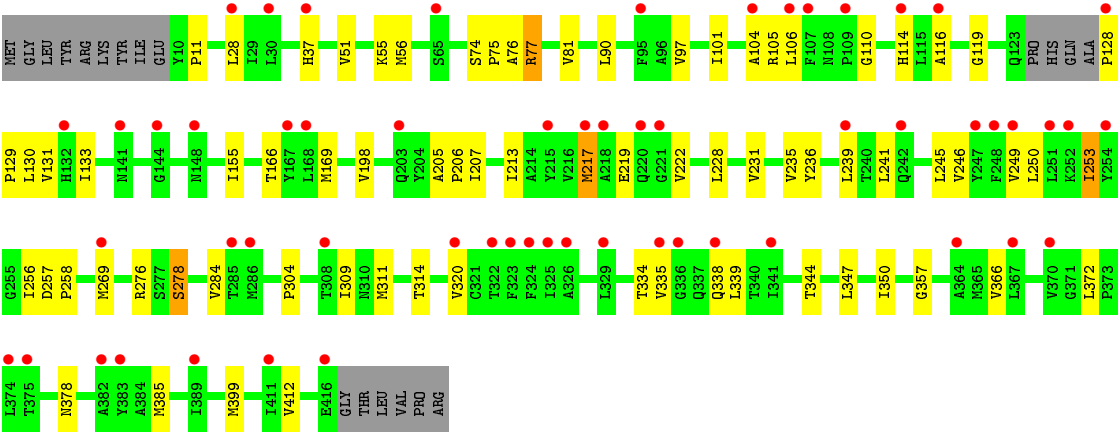 MET GLY LEU TYR ARG LYS TYR ILE GLU Y10 P11 L28 I29 L30 H37 V51 K55 M56 S65 S74 P75 A76 R77 V81 L90 F95 A96 V97 I101 A104 R105 L106 F107 N108 P109 G110 H114 L115 A116 G119 Q123 PRO HIS GLN ALA P128
P129 L130 V131 H132 I133 N141 G144 N148 I155 T166 Y167 L168 M169 V198 Q203 Y204 A205 P206 I207 I213 A214 Y215 V216 M217 A218 E219 Q220 G221 V222 L228 V231 V235 Y236 L239 T240 L241 Q242 L245 V246 Y247 F248 V249 L250 L251 K252 I253 Y254
G255 I256 D257 P258 M269 R276 S277 S278 V284 T285 M286 P304 T308 I309 N310 M311 T314 V320 C321 T322 F323 F324 I325 A326 L329 T334 V335 G336 Q337 Q338 L339 T340 I341 T344 L347 I350 G357 A364 M365 V366 L367 V370 G371 L372 P373
L374 T375 N378 A382 Y383 A384 M385 I389 M399 I411 V412 E416 GLY THR LEU VAL PRO ARG